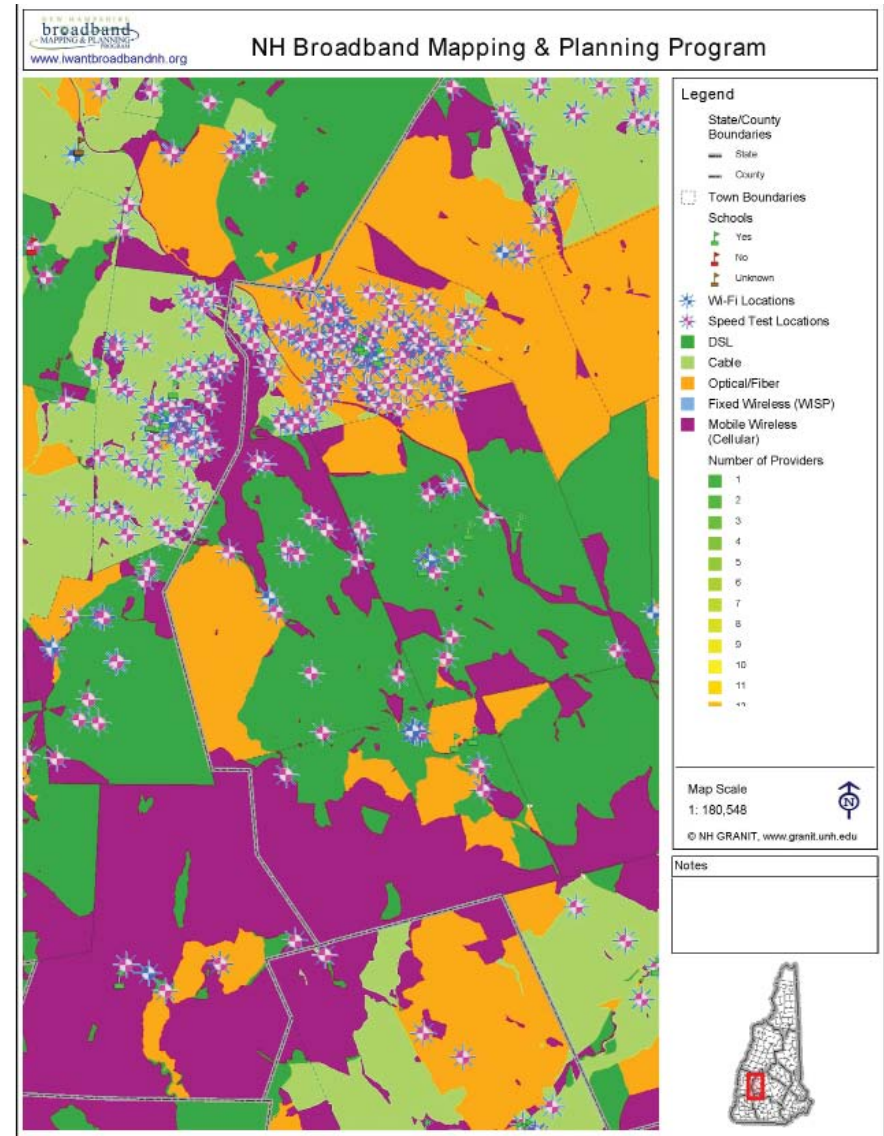 NEW HAMPSHIRE
broadband
MAPPING & PLANNING
PROGRAM
www.iwantbroadbandnh.org
NH Broadband Mapping & Planning Program
Legend
State/County
Boundaries
State
County
Town Boundaries
Schools
Yes
No
Unknown
Wi-Fi Locations
Speed Test Locations
DSL
Cable
Optical/Fiber
Fixed Wireless (WISP)
Mobile Wireless
(Cellular)
Number of Providers
1
2
3
4
5
6
7
8
9
10
11
12
Map Scale
1: 180,548
N
© NH GRANIT, www.granit.unh.edu
Notes